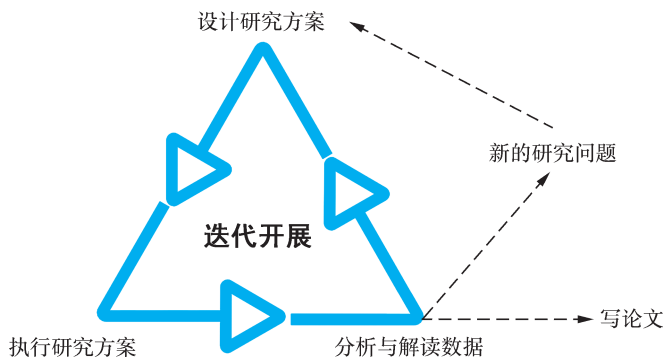 设计研究方案
新的研究问题
迭代开展
写论文
执行研究方案
分析与解读数据